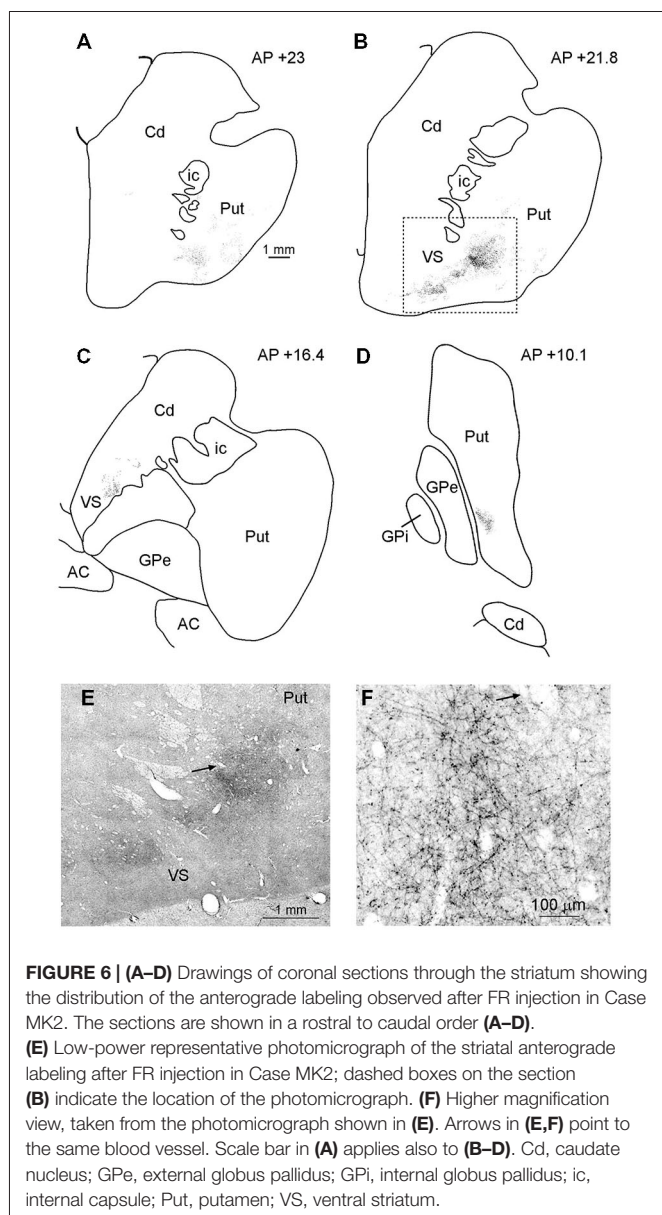 A
AP +23
Cd
ic
Put
1 mm
B
AP +21.8
Cd
ic
Put
VS
C
AP +16.4
Cd
ic
VS
Put
GPe
AC
AC
D
AP +10.1
Put
GPe
GPi
Cd
E
Put
VS
1 mm
F
100 μm
FIGURE 6 | (A–D) Drawings of coronal sections through the striatum showing
the distribution of the anterograde labeling observed after FR injection in Case
MK2. The sections are shown in a rostral to caudal order (A–D).
(E) Low-power representative photomicrograph of the striatal anterograde
labeling after FR injection in Case MK2; dashed boxes on the section
(B) indicate the location of the photomicrograph. (F) Higher magnification
view, taken from the photomicrograph shown in (E). Arrows in (E,F) point to
the same blood vessel. Scale bar in (A) applies also to (B–D). Cd, caudate
nucleus; GPe, external globus pallidus; GPi, internal globus pallidus; ic,
internal capsule; Put, putamen; VS, ventral striatum.